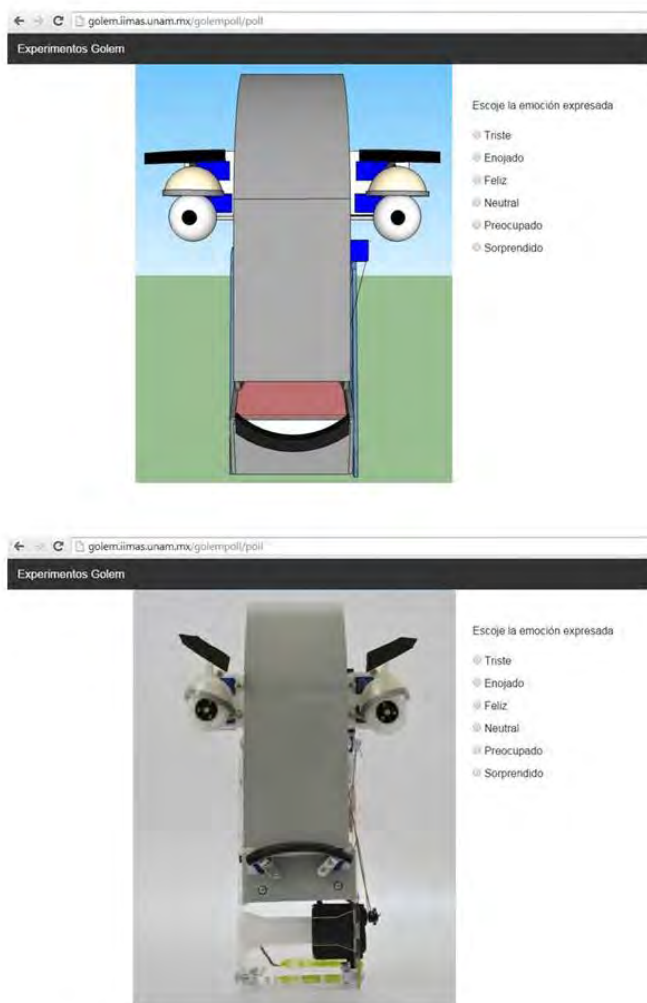 golem.iimas.unam.mx/golempoll/poll
Experimentos Golem
Escoje la emoción expresada
Triste
Enojado
Feliz
Neutral
Preocupado
Sorprendido
golem.iimas.unam.mx/golempoll/poll
Experimentos Golem
Escoje la emoción expresada
Triste
Enojado
Feliz
Neutral
Preocupado
Sorprendido